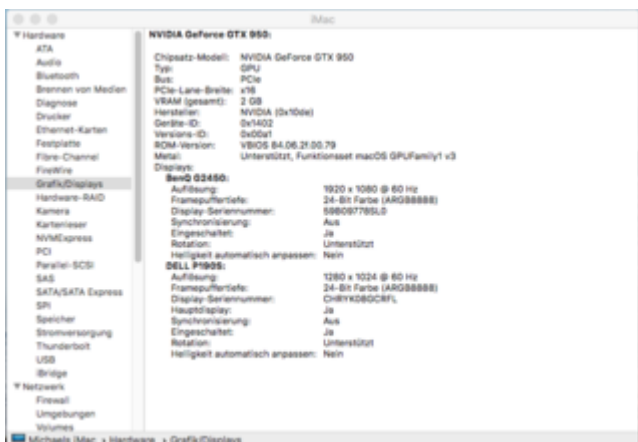 iMac
Hardware
ATA
Audio
Bluetooth
Brennen von Medien
Diagnose
Drucker
Ethernet-Karten
Festplatte
Fibre-Channel
FireWire
Grafik/Displays
Hardware-RAID
Kamera
Kartenleser
NVMExpress
PCI
Parallel-SCSI
SAS
SATA/SATA Express
SPI
Speicher
Stromversorgung
Thunderbolt
USB
iBridge
Netzwerk
Firewall
Umgebungen
Volumes
NVIDIA GeForce GTX 950:
Chipsatz-Modell: NVIDIA GeForce GTX 950
Typ: GPU
Bus: PCIe
PCIe-Lane-Breite: x16
VRAM (gesamt): 2 GB
Hersteller: NVIDIA (0x10de)
Geräte-ID: 0x1402
Versions-ID: 0x00a1
ROM-Version: VBIOS 84.06.2f.00.79
Metal: Unterstützt, Funktionsset macOS GPUFamily1 v3
Displays:
BenQ G2450:
Auflösung: 1920 x 1080 @ 60 Hz
Framepuffertiefe: 24-Bit Farbe (ARGB8888)
Display-Seriennummer:
Synchronisierung: Aus
Eingeschaltet: Ja
Rotation: Unterstützt
Helligkeit automatisch anpassen: Nein
DELL P190S:
Auflösung: 1280 x 1024 @ 60 Hz
Framepuffertiefe: 24-Bit Farbe (ARGB8888)
Display-Seriennummer:
Hauptdisplay: Ja
Synchronisierung: Aus
Eingeschaltet: Ja
Rotation: Unterstützt
Helligkeit automatisch anpassen: Nein
Michaels iMac › Hardware › Grafik/Displays